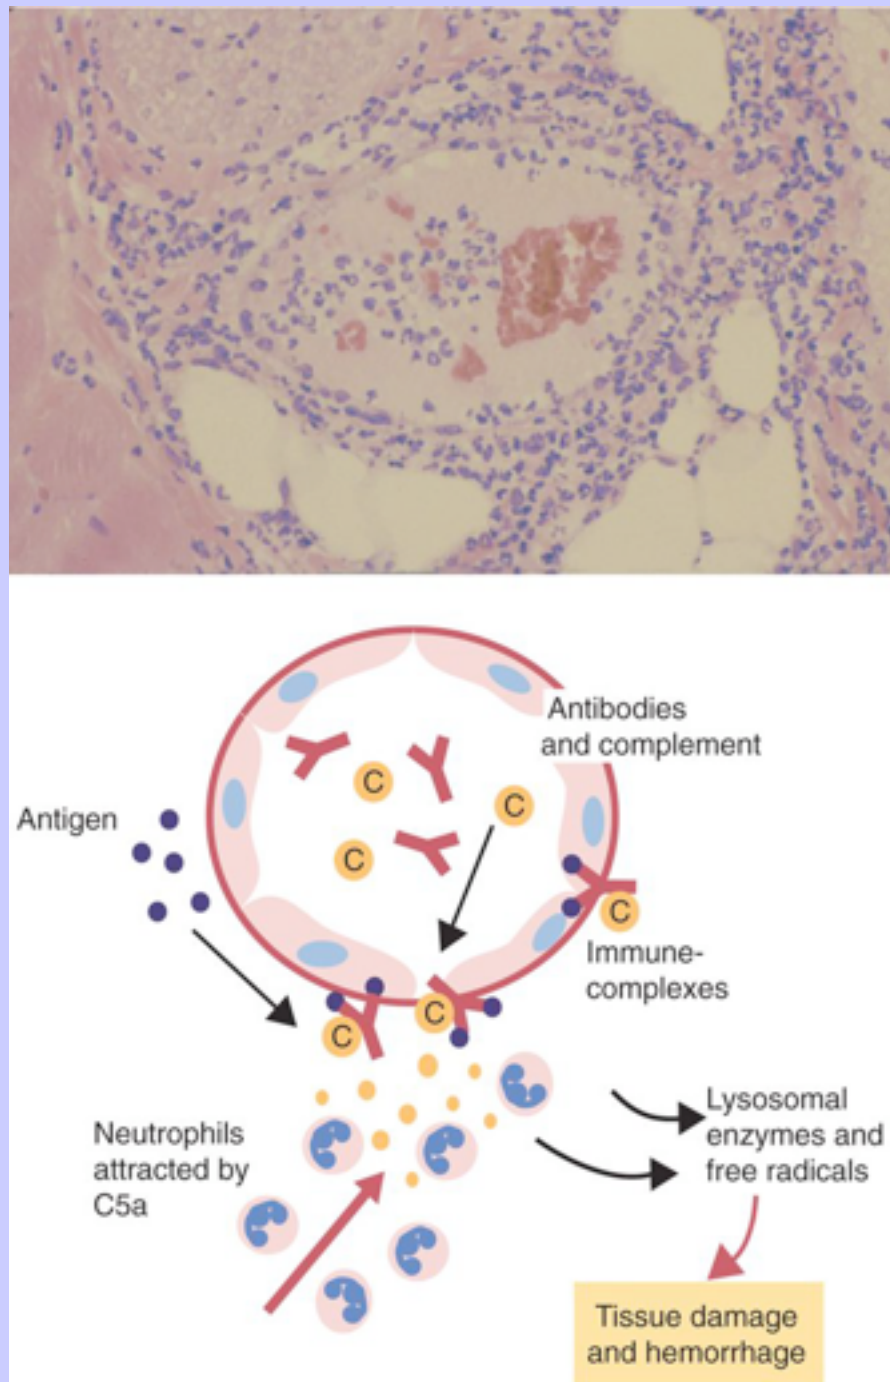 Antibodies
and complement
C
C
Antigen
C
C
Immune-
complexes
C
C
Neutrophils
attracted by
C5a
Lysosomal
enzymes and
free radicals
Tissue damage
and hemorrhage